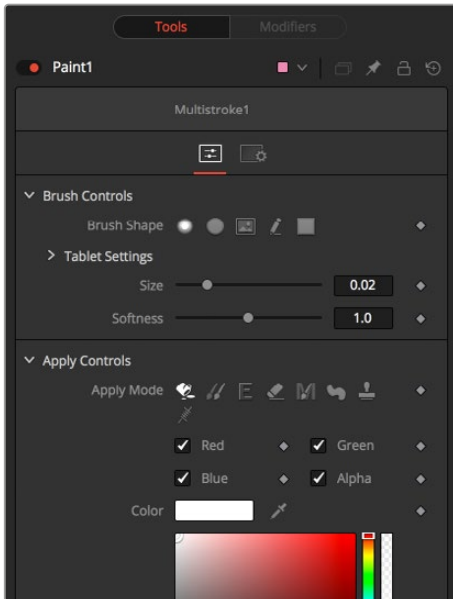 Tools Modifiers
Paint1
Multistroke1
Brush Controls
Brush Shape
Tablet Settings
Size 0.02
Softness 1.0
Apply Controls
Apply Mode
Red Green
Blue Alpha
Color